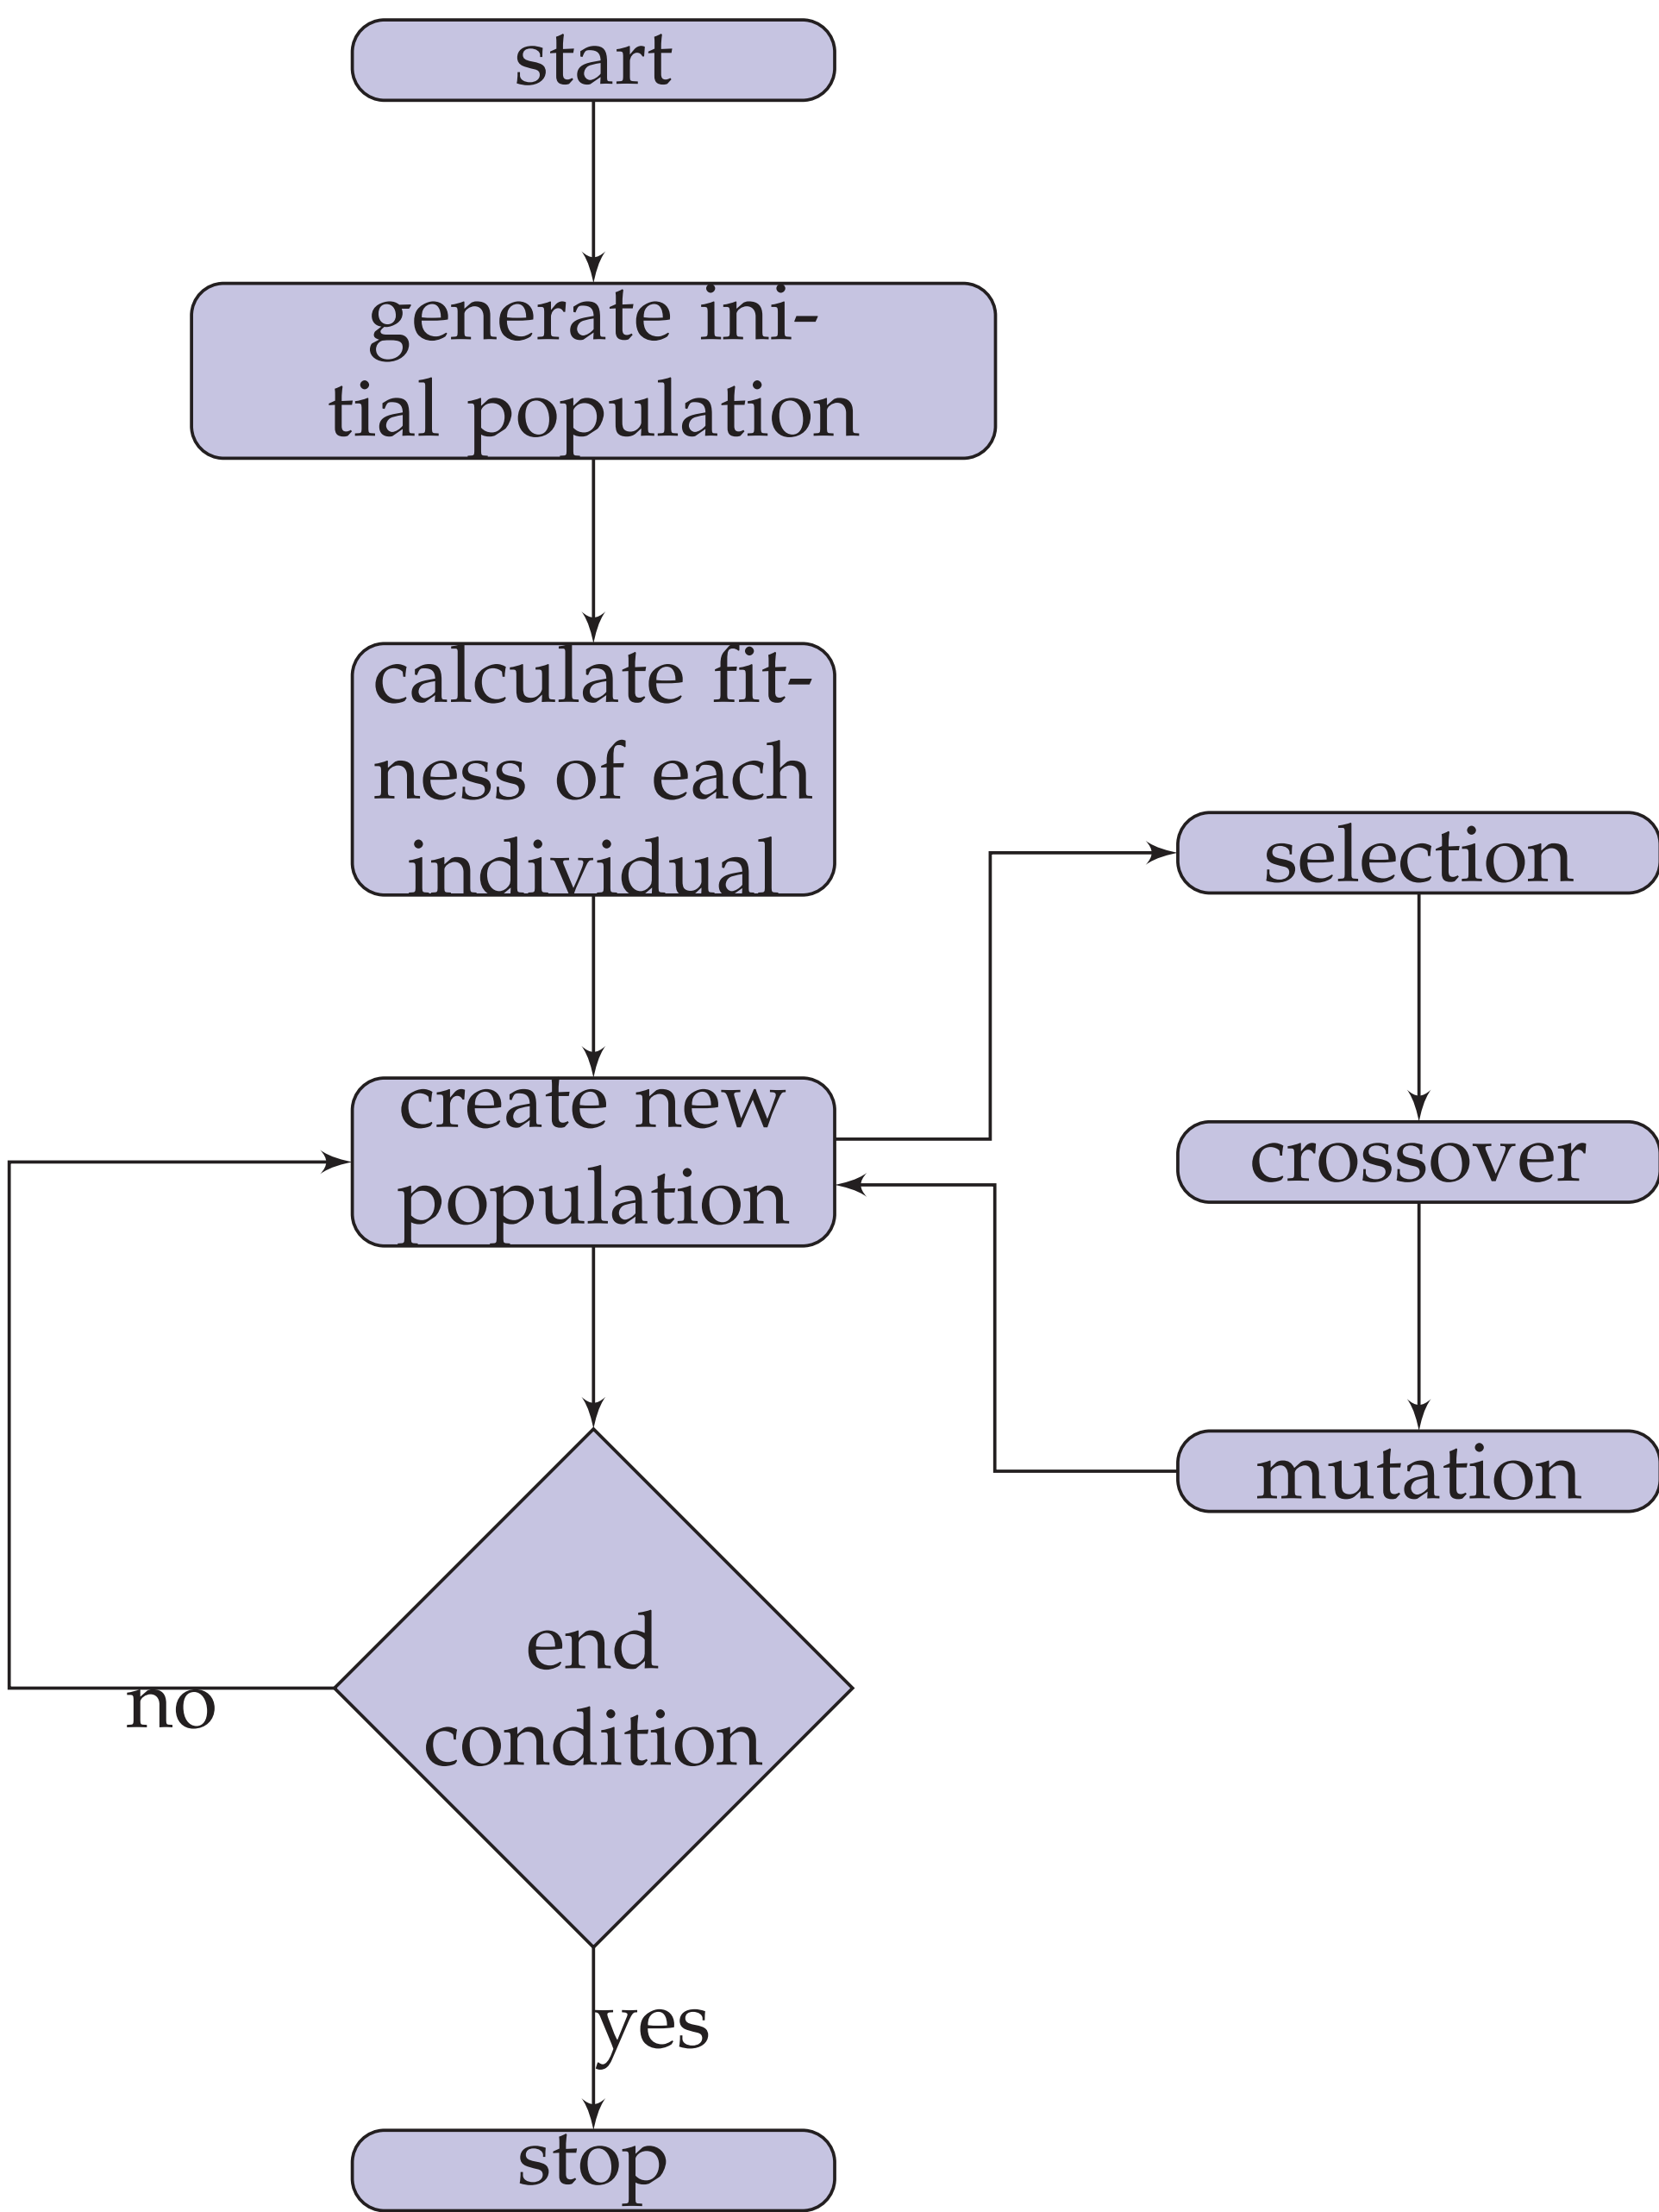 start
generate ini-
tial population
calculate fit-
ness of each
individual
selection
create new
population
crossover
mutation
end
condition
no
yes
stop